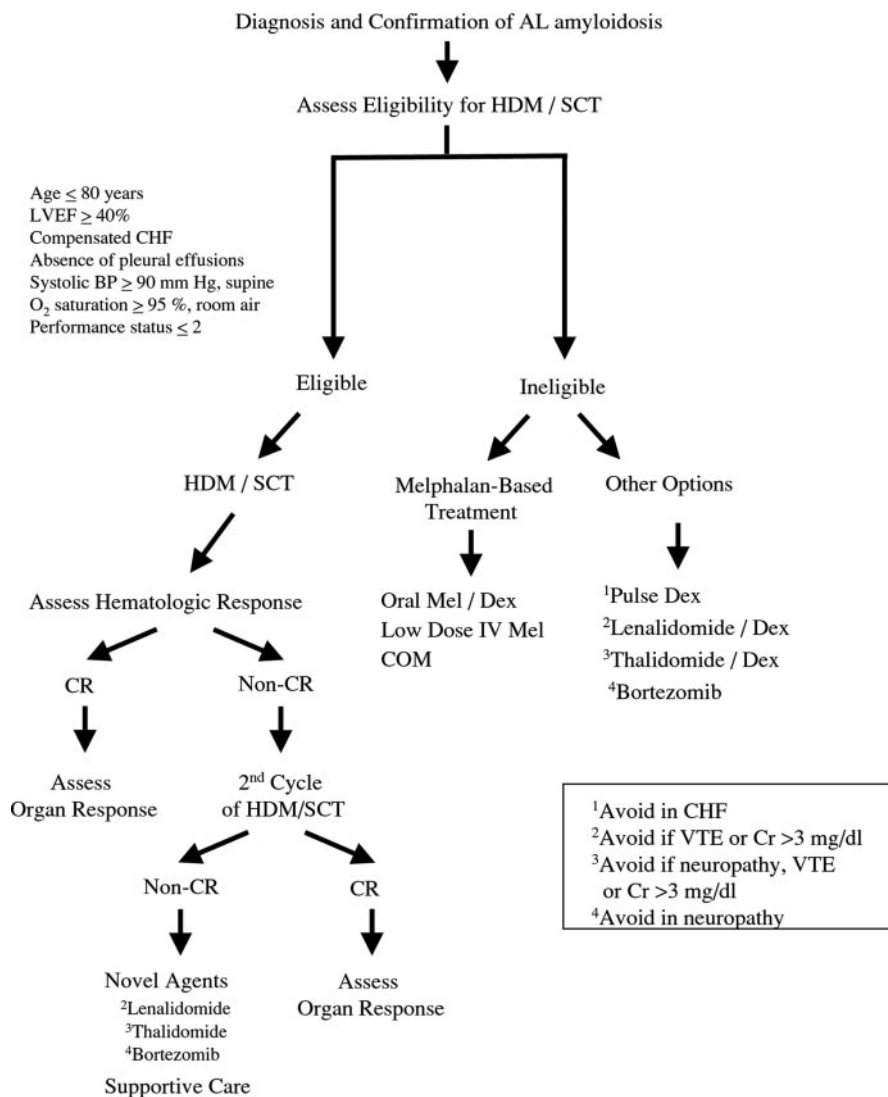 Diagnosis and Confirmation of AL amyloidosis
Assess Eligibility for HDM / SCT
Age ≤ 80 years
LVEF ≥ 40%
Compensated CHF
Absence of pleural effusions
Systolic BP ≥ 90 mm Hg, supine
O₂ saturation ≥ 95 %, room air
Performance status ≤ 2
Eligible
Ineligible
HDM / SCT
Melphalan-Based
Treatment
Other Options
Assess Hematologic Response
Oral Mel / Dex
Low Dose IV Mel
COM
¹Pulse Dex
²Lenalidomide / Dex
³Thalidomide / Dex
⁴Bortezomib
CR
Non-CR
Assess
Organ Response
2nd Cycle
of HDM/SCT
Non-CR
CR
Novel Agents
²Lenalidomide
³Thalidomide
⁴Bortezomib
Supportive Care
Assess
Organ Response
¹Avoid in CHF
²Avoid if VTE or Cr >3 mg/dl
³Avoid if neuropathy, VTE
or Cr >3 mg/dl
⁴Avoid in neuropathy